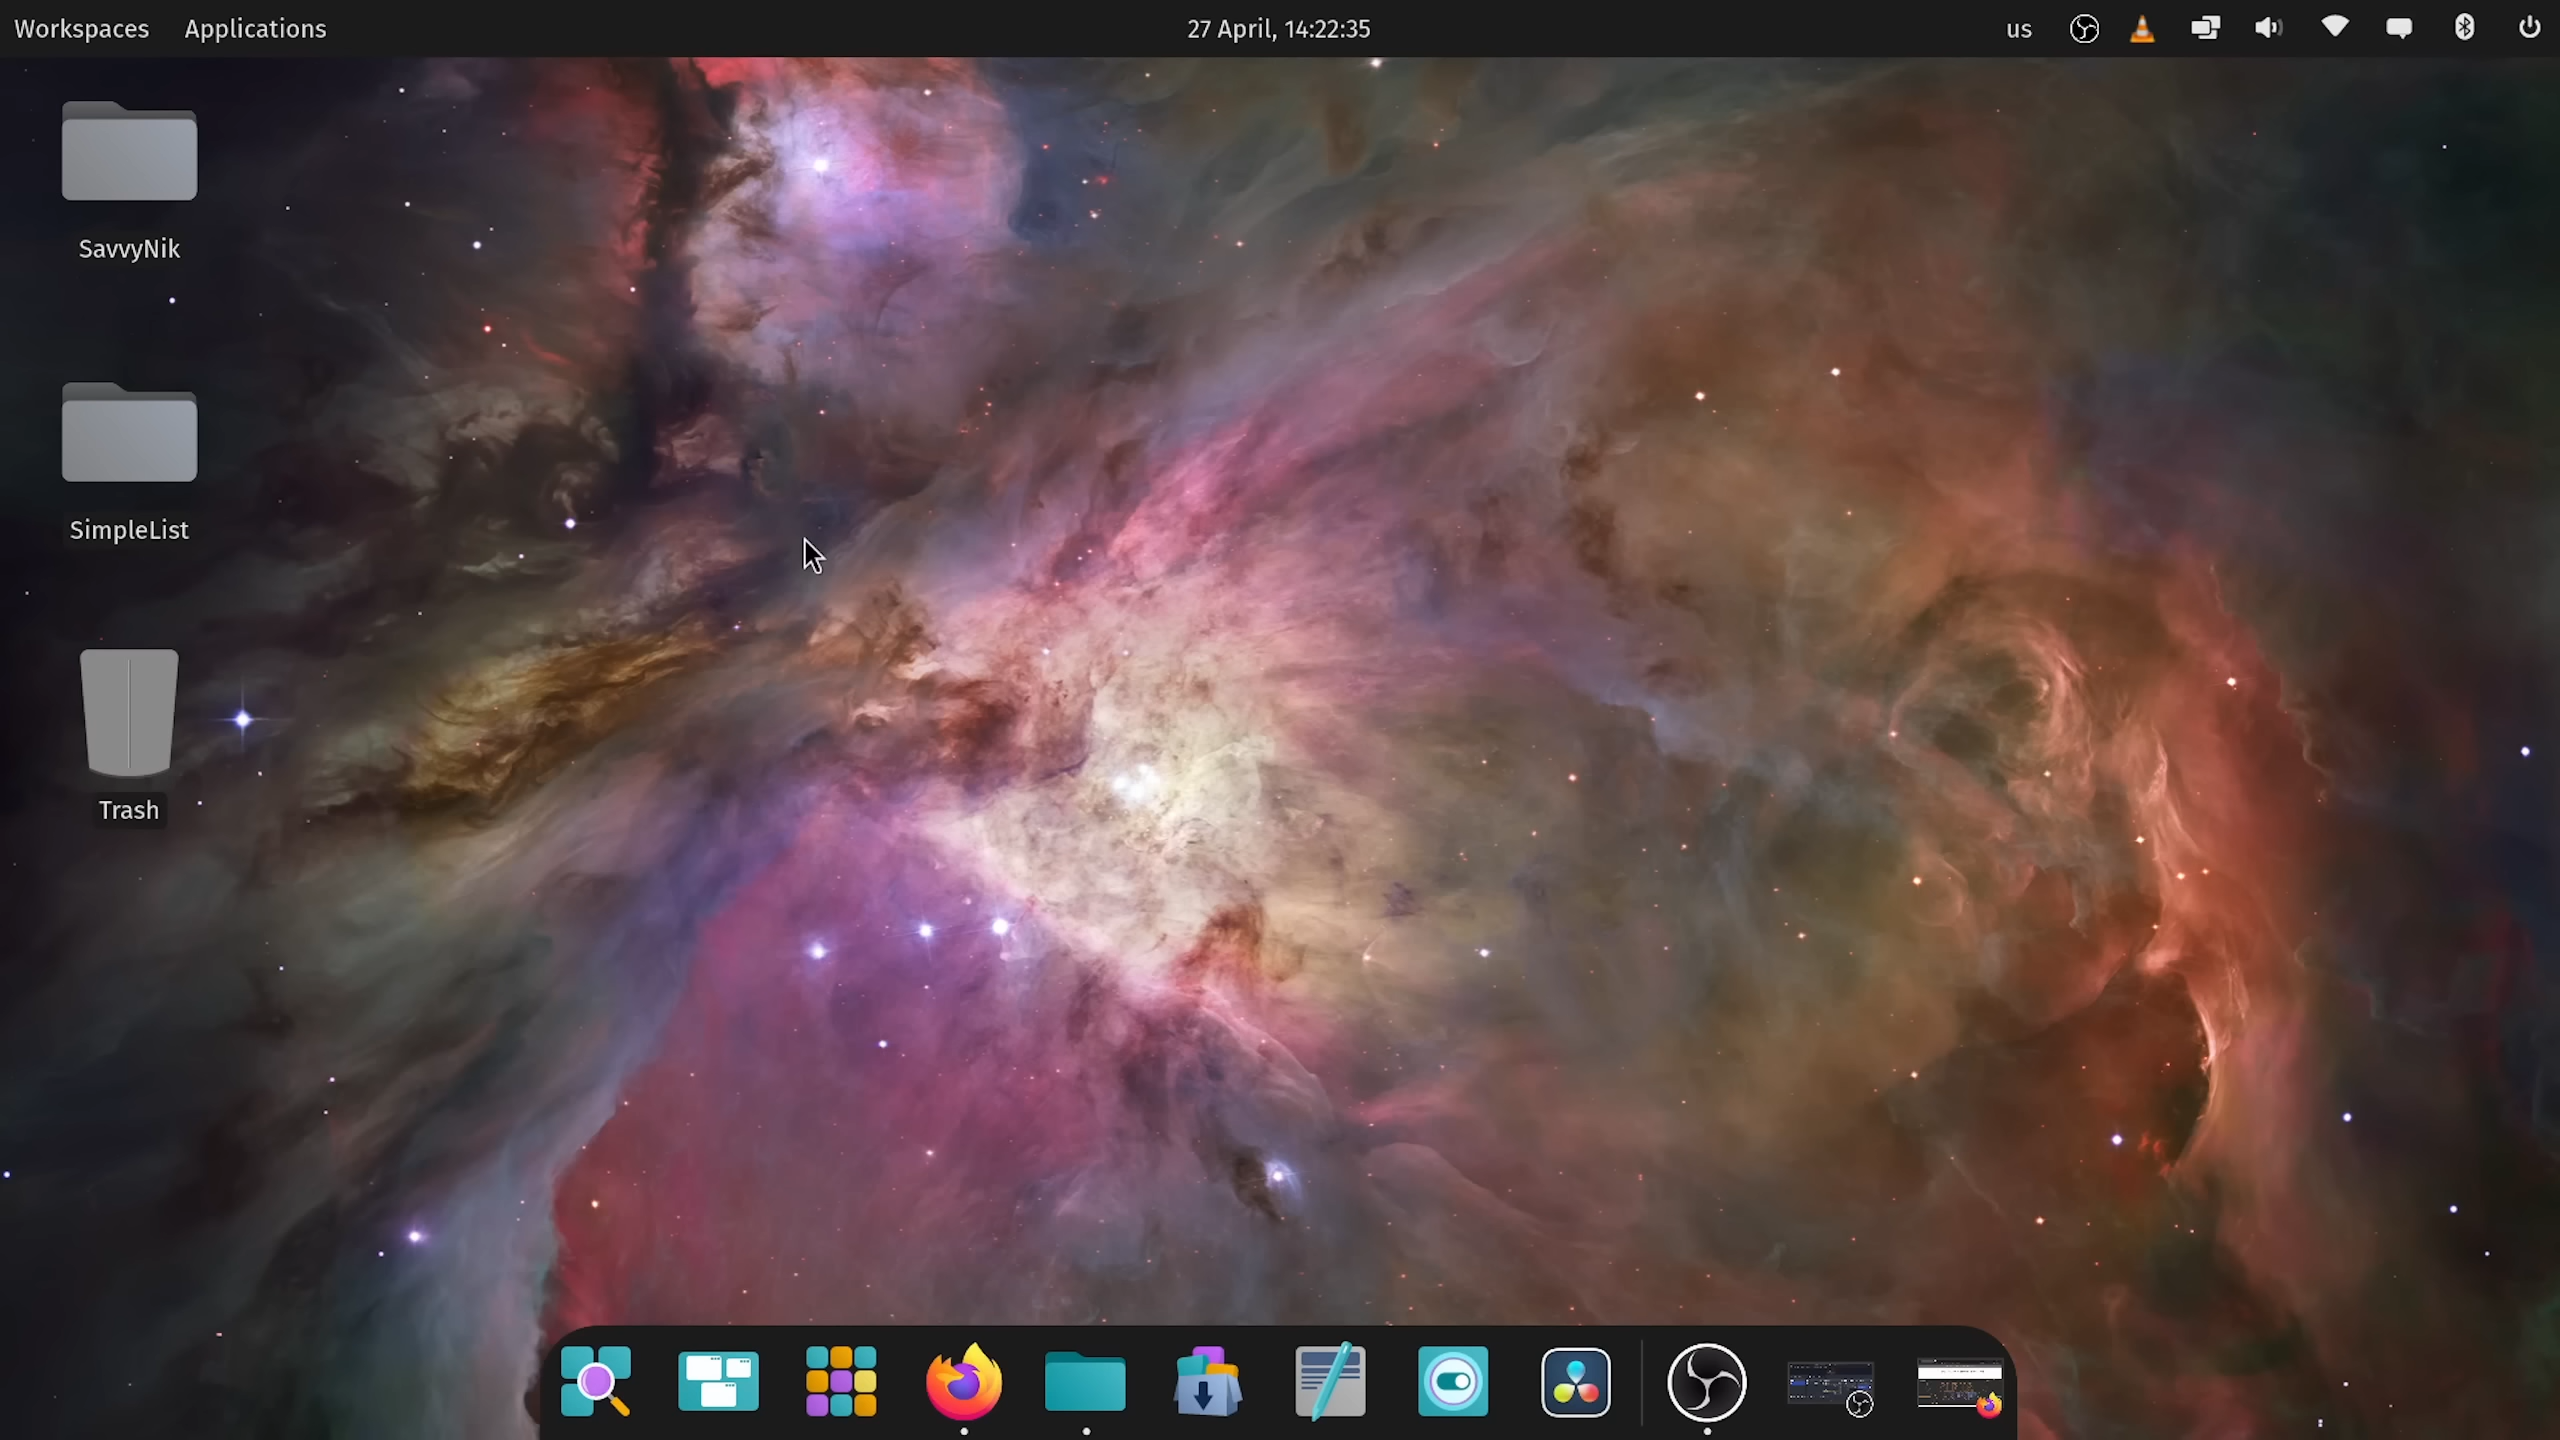 Workspaces Applications 27 April, 14:22:35 us
SavvyNik
SimpleList
Trash